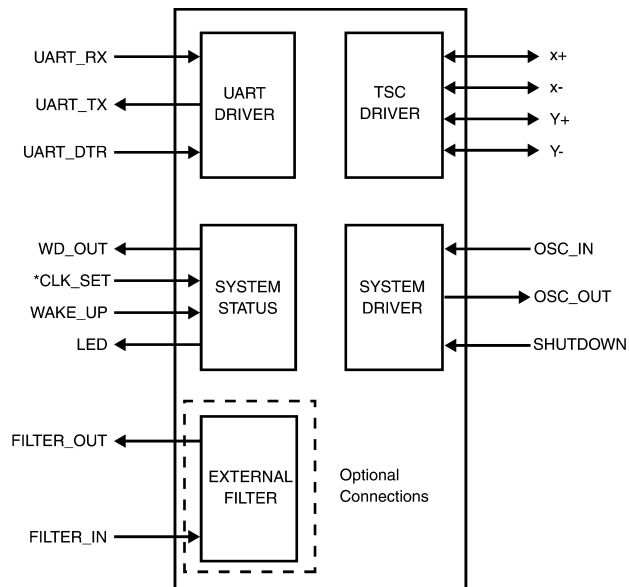 UART_RX
UART_TX
UART_DTR
UART
DRIVER
TSC
DRIVER
x+
x-
Y+
Y-
WD_OUT
*CLK_SET
WAKE_UP
LED
SYSTEM
STATUS
SYSTEM
DRIVER
OSC_IN
OSC_OUT
SHUTDOWN
FILTER_OUT
FILTER_IN
EXTERNAL
FILTER
Optional
Connections